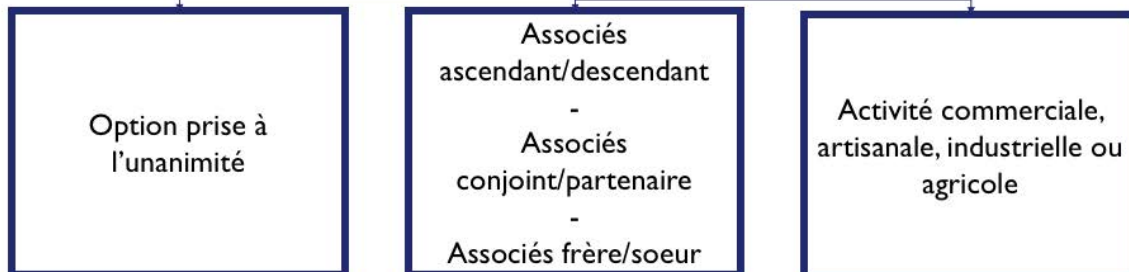 Option prise à
l’unanimité
Associés
ascendant/descendant
-
Associés
conjoint/partenaire
-
Associés frère/soeur
Activité commerciale,
artisanale, industrielle ou
agricole